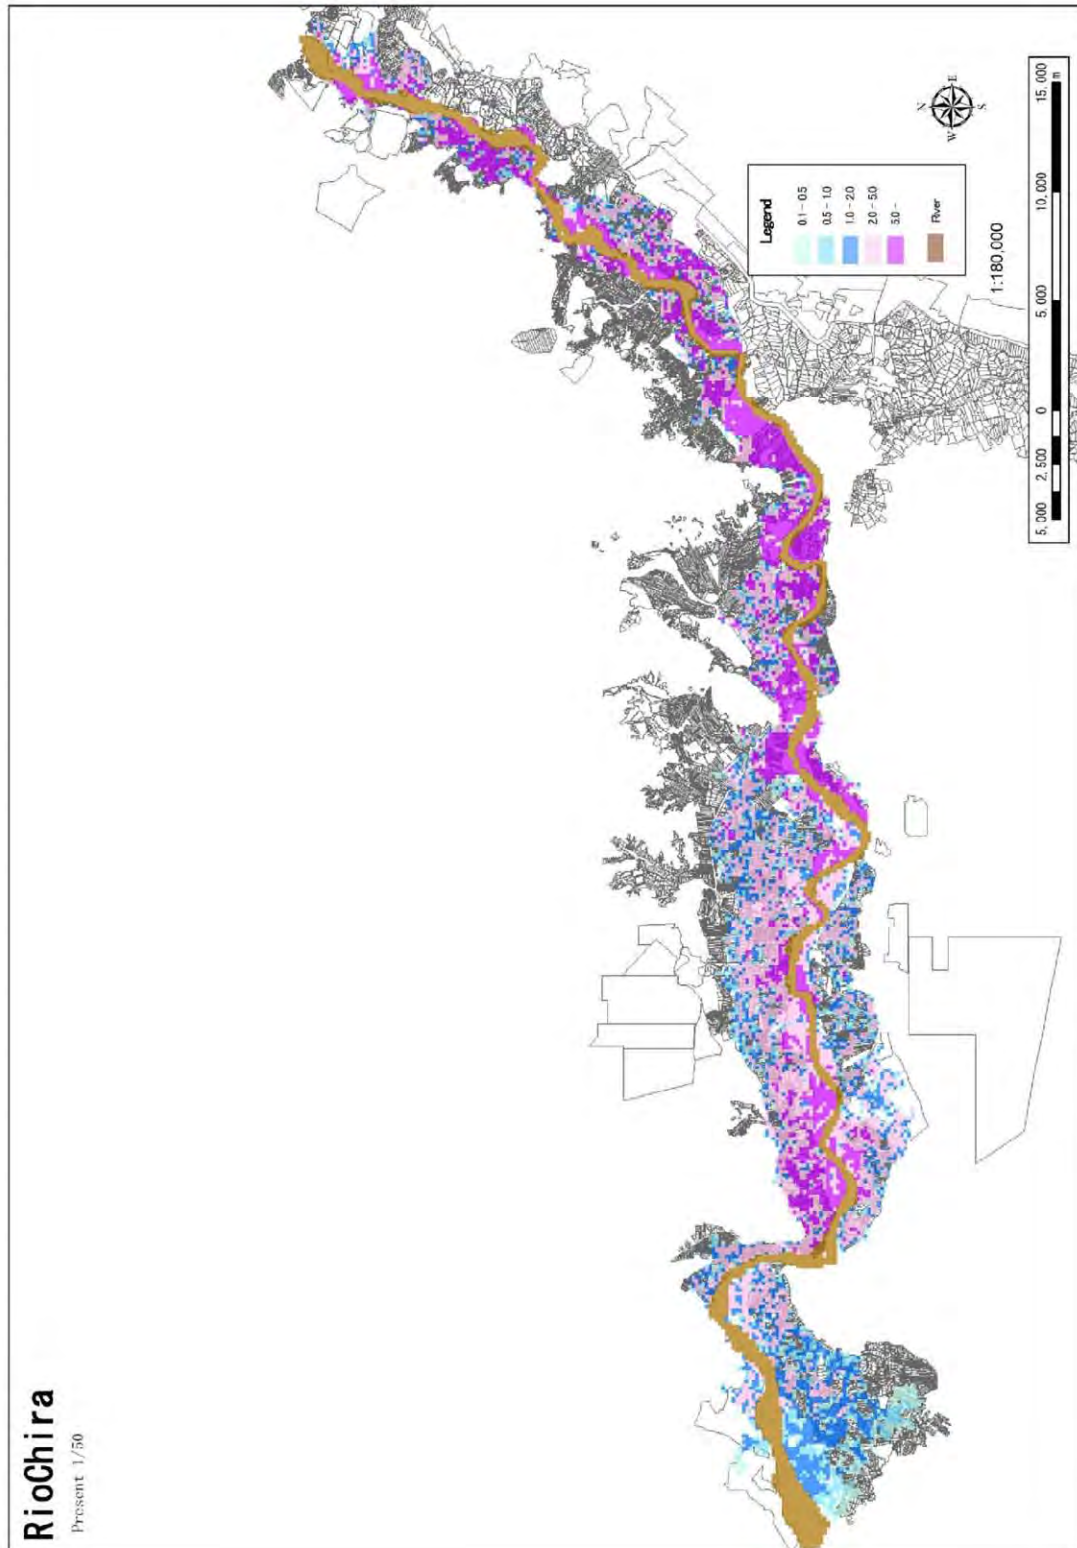 RioChira
Present 1/50
N
E
W
S
Legend
0.1 - 0.5
0.5 - 1.0
1.0 - 2.0
2.0 - 5.0
5.0 -
River
1:180,000
5,000 2,500 0 5,000 10,000 15,000 m